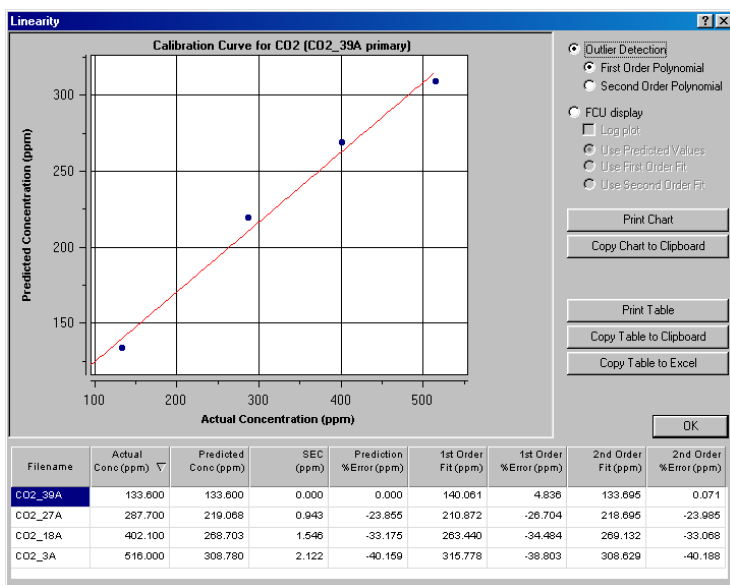 Linearity
Calibration Curve for CO2 (CO2_39A primary)
Predicted Concentration (ppm)
300
250
200
150
100 200 300 400 500
Actual Concentration (ppm)
Outlier Detection
First Order Polynomial
Second Order Polynomial
FCU display
Log plot
Use Predicted Values
Use First Order Fit
Use Second Order Fit
Print Chart
Copy Chart to Clipboard
Print Table
Copy Table to Clipboard
Copy Table to Excel
OK
Filename Actual Conc (ppm) Predicted Conc (ppm) SEC (ppm) Prediction %Error (ppm) 1st Order Fit (ppm) 1st Order %Error (ppm) 2nd Order Fit (ppm) 2nd Order %Error (ppm)
CO2_39A 133.600 133.600 0.000 0.000 140.061 4.836 133.695 0.071
CO2_27A 287.700 219.068 0.943 -23.855 210.872 -26.704 218.695 -23.985
CO2_18A 402.100 268.703 1.546 -33.175 263.440 -34.484 269.132 -33.068
CO2_3A 516.000 308.780 2.122 -40.159 315.778 -38.803 308.629 -40.188